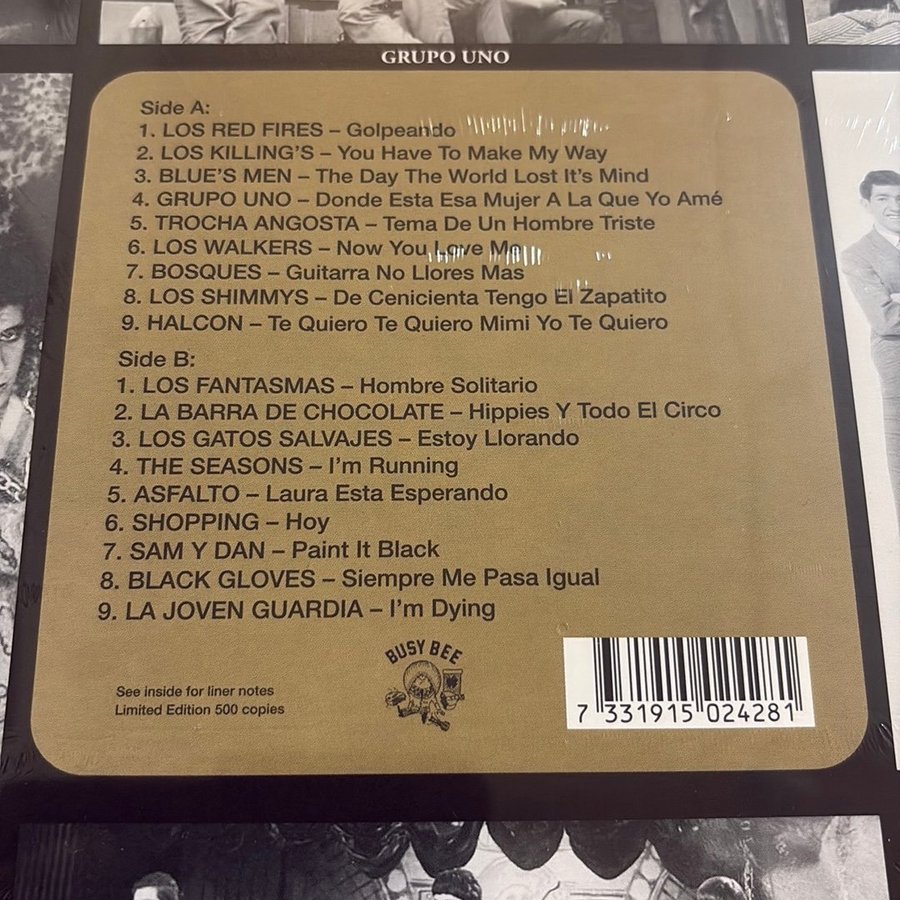 GRUPO UNO
Side A:
1. LOS RED FIRES – Golpeando
2. LOS KILLING'S – You Have To Make My Way
3. BLUE'S MEN – The Day The World Lost It's Mind
4. GRUPO UNO – Donde Esta Esa Mujer A La Que Yo Amé
5. TROCHA ANGOSTA – Tema De Un Hombre Triste
6. LOS WALKERS – Now You Love Me
7. BOSQUES – Guitarra No Llores Mas
8. LOS SHIMMYS – De Cenicienta Tengo El Zapatito
9. HALCON – Te Quiero Te Quiero Mimi Yo Te Quiero
Side B:
1. LOS FANTASMAS – Hombre Solitario
2. LA BARRA DE CHOCOLATE – Hippies Y Todo El Circo
3. LOS GATOS SALVAJES – Estoy Llorando
4. THE SEASONS – I'm Running
5. ASFALTO – Laura Esta Esperando
6. SHOPPING – Hoy
7. SAM Y DAN – Paint It Black
8. BLACK GLOVES – Siempre Me Pasa Igual
9. LA JOVEN GUARDIA – I'm Dying
BUSY BEE
See inside for liner notes
Limited Edition 500 copies
7 331915 024281